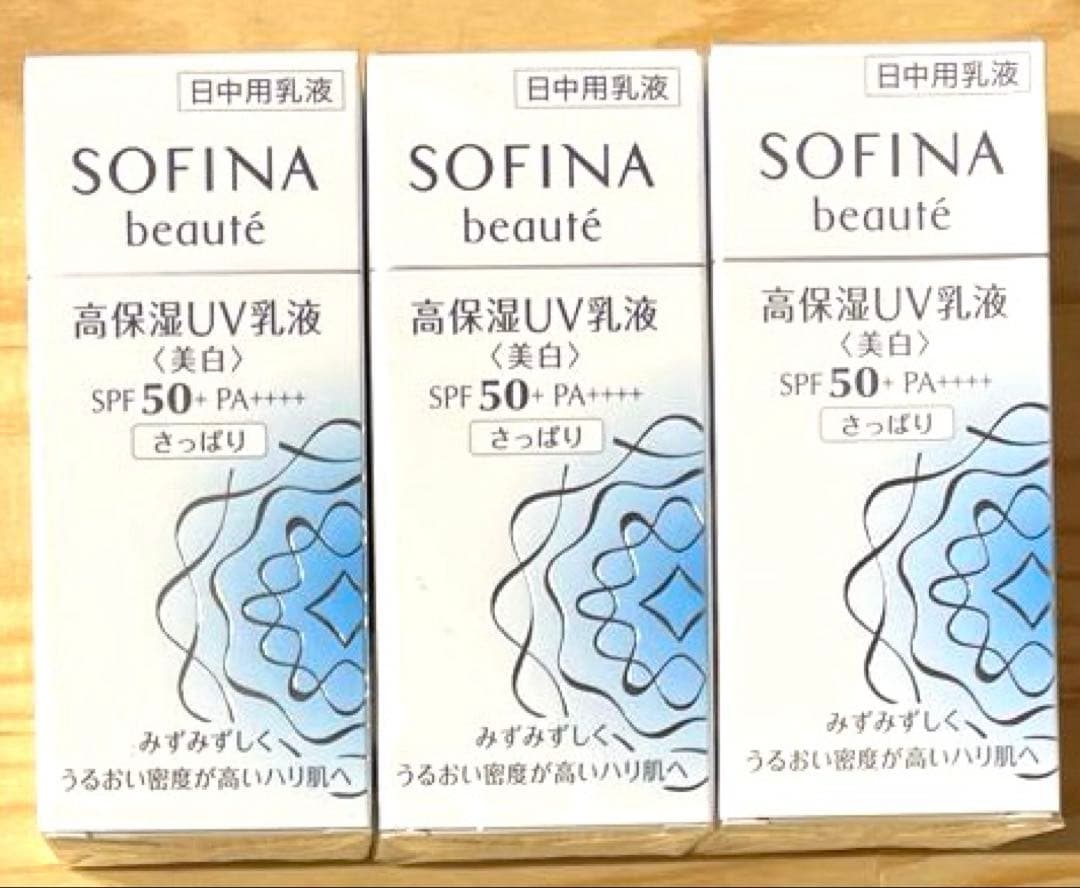 日中用乳液
SOFINA
beauté
高保湿UV乳液
〈美白〉
SPF50+ PA++++
さっぱり
みずみずしく、
うるおい密度が高いハリ肌へ
日中用乳液
SOFINA
beauté
高保湿UV乳液
〈美白〉
SPF50+ PA++++
さっぱり
みずみずしく、
うるおい密度が高いハリ肌へ
日中用乳液
SOFINA
beauté
高保湿UV乳液
〈美白〉
SPF50+ PA++++
さっぱり
みずみずしく、
うるおい密度が高いハリ肌へ